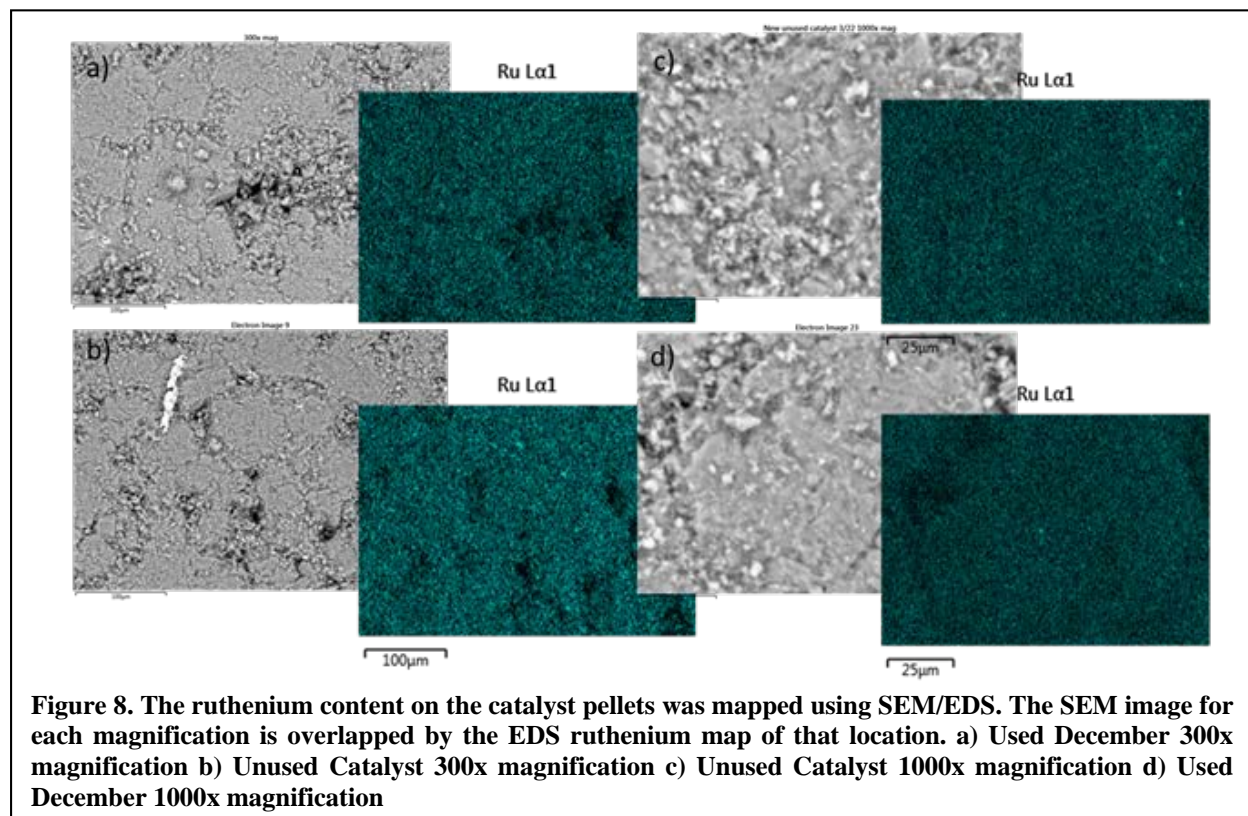 300x mag
New unused catalyst 3/22 1000x mag
a)
Ru Lα1
c)
Ru Lα1
100µm
25µm
Electron Image 9
Electron Image 23
b)
Ru Lα1
d)
Ru Lα1
100µm
100µm
25µm
Figure 8. The ruthenium content on the catalyst pellets was mapped using SEM/EDS. The SEM image for
each magnification is overlapped by the EDS ruthenium map of that location. a) Used December 300x
magnification b) Unused Catalyst 300x magnification c) Unused Catalyst 1000x magnification d) Used
December 1000x magnification